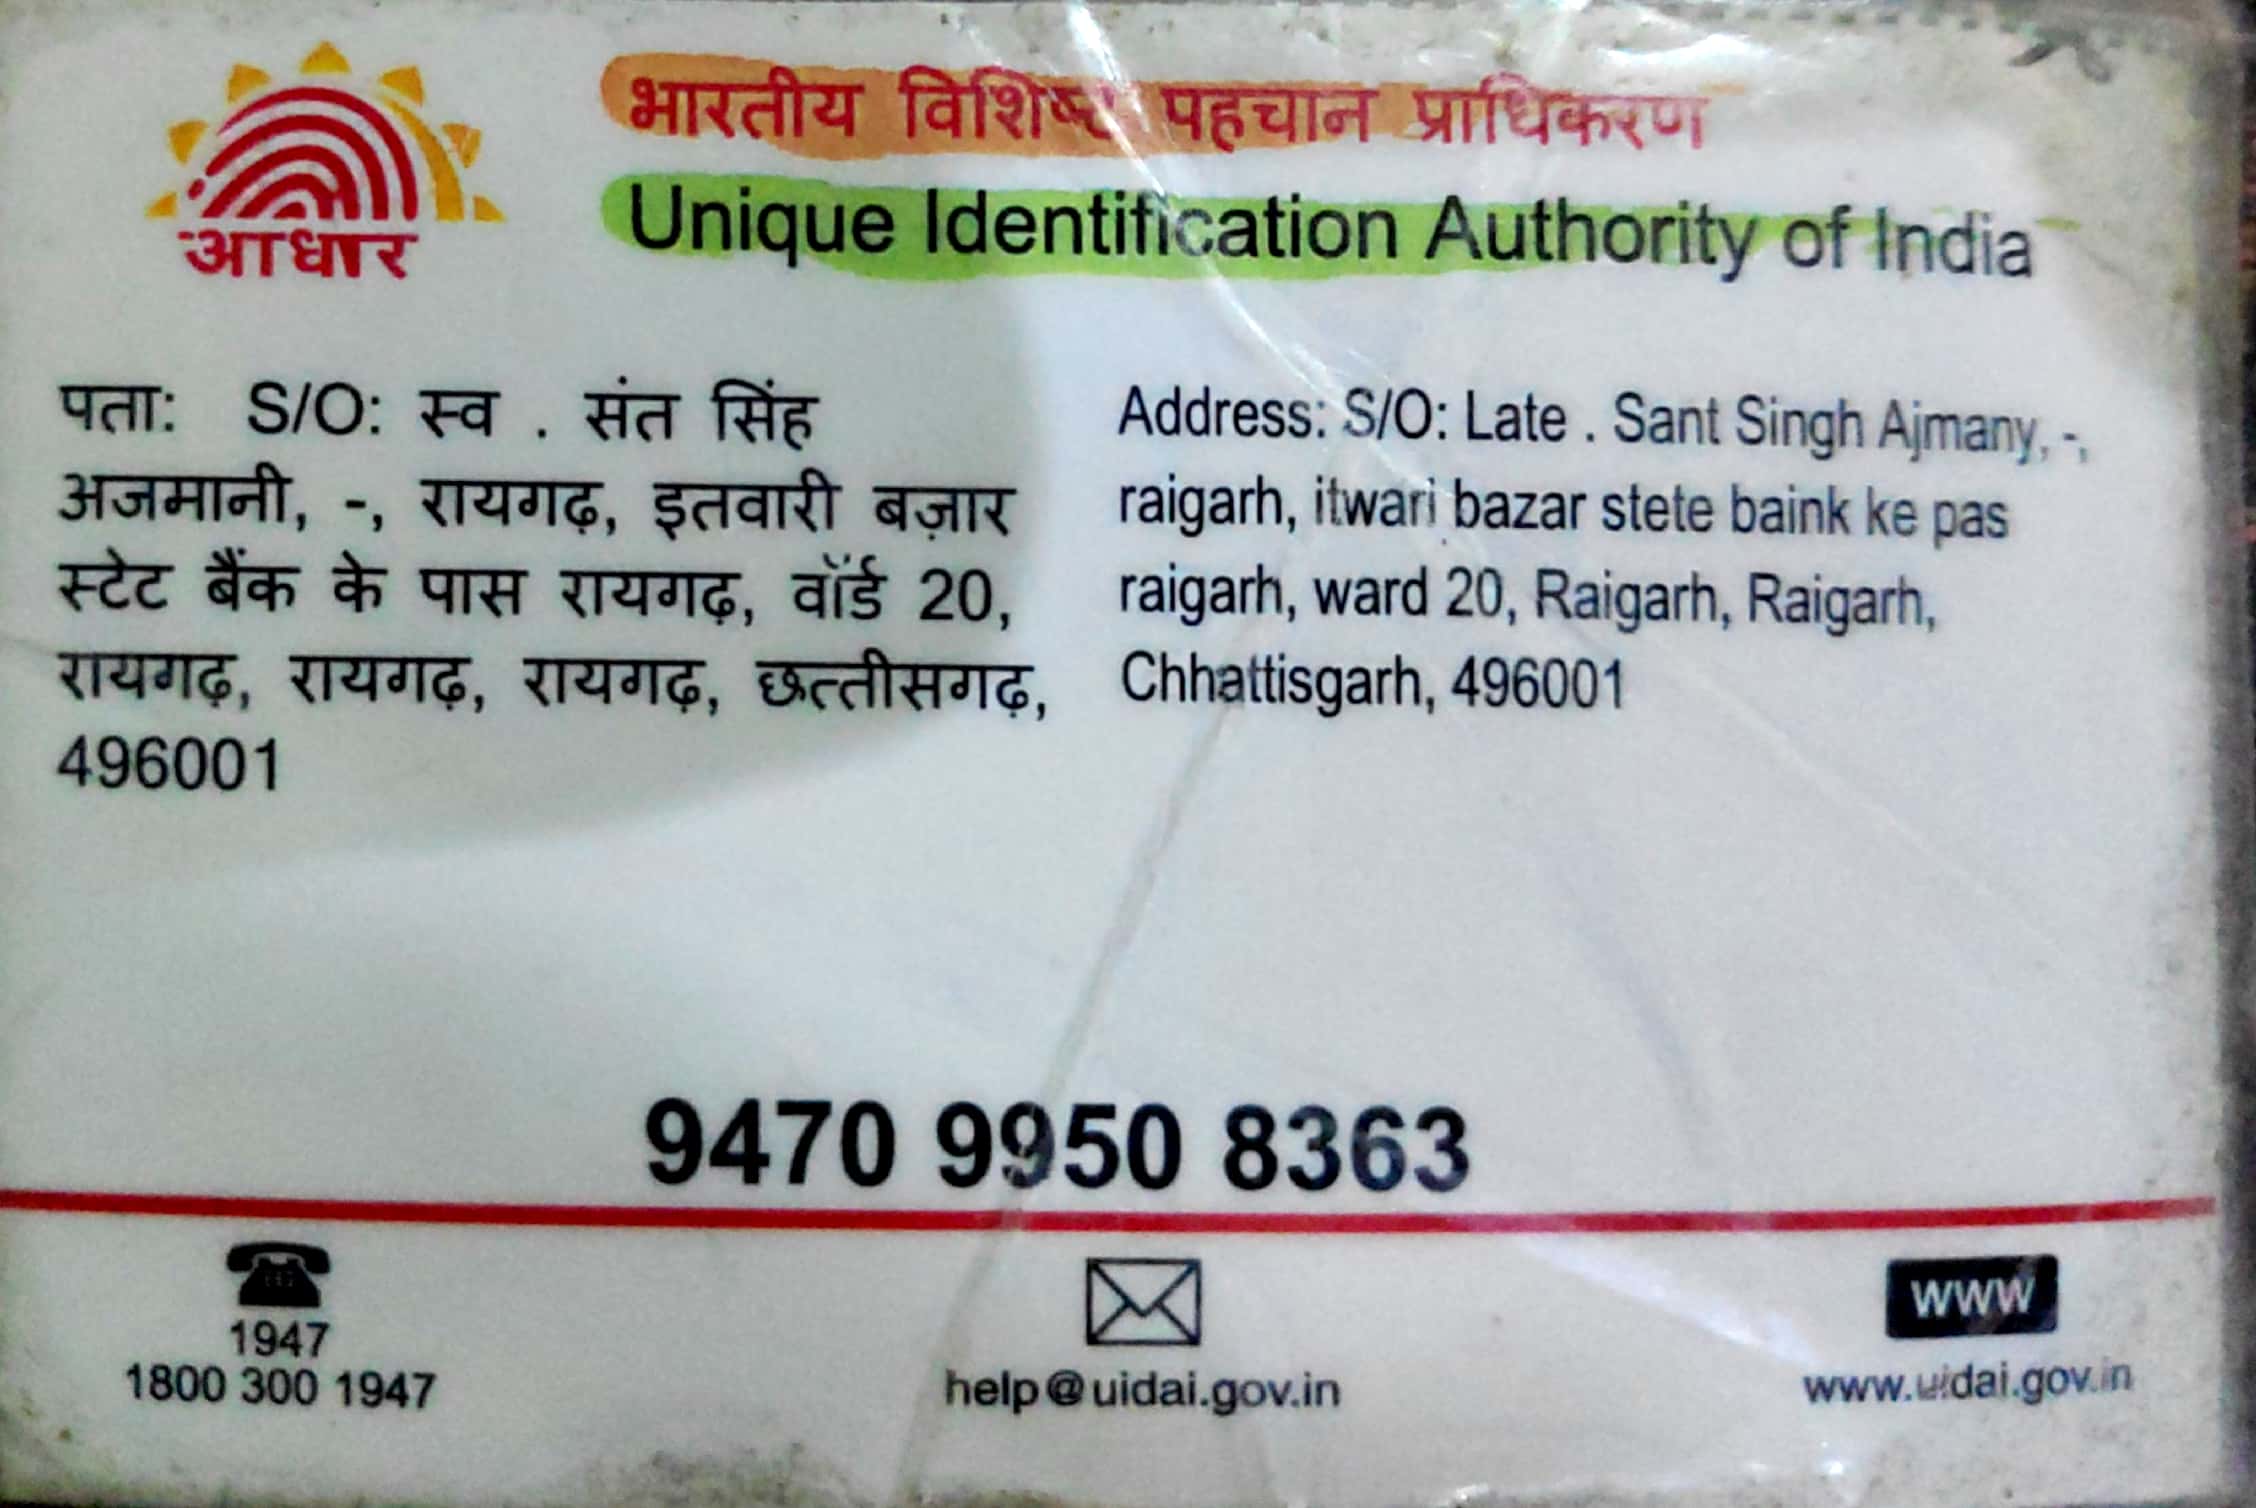 आधार
भारतीय विशिष्ट पहचान प्राधिकरण
Unique Identification Authority of India
पता: S/O: स्व . संत सिंह
अजमानी, -, रायगढ़, इतवारी बज़ार
स्टेट बैंक के पास रायगढ़, वॉर्ड 20,
रायगढ़, रायगढ़, रायगढ़, छत्तीसगढ़,
496001
Address: S/O: Late . Sant Singh Ajmany, -,
raigarh, itwari bazar stete baink ke pas
raigarh, ward 20, Raigarh, Raigarh,
Chhattisgarh, 496001
9470 9950 8363
1947
1800 300 1947
help@uidai.gov.in
www
www.uidai.gov.in